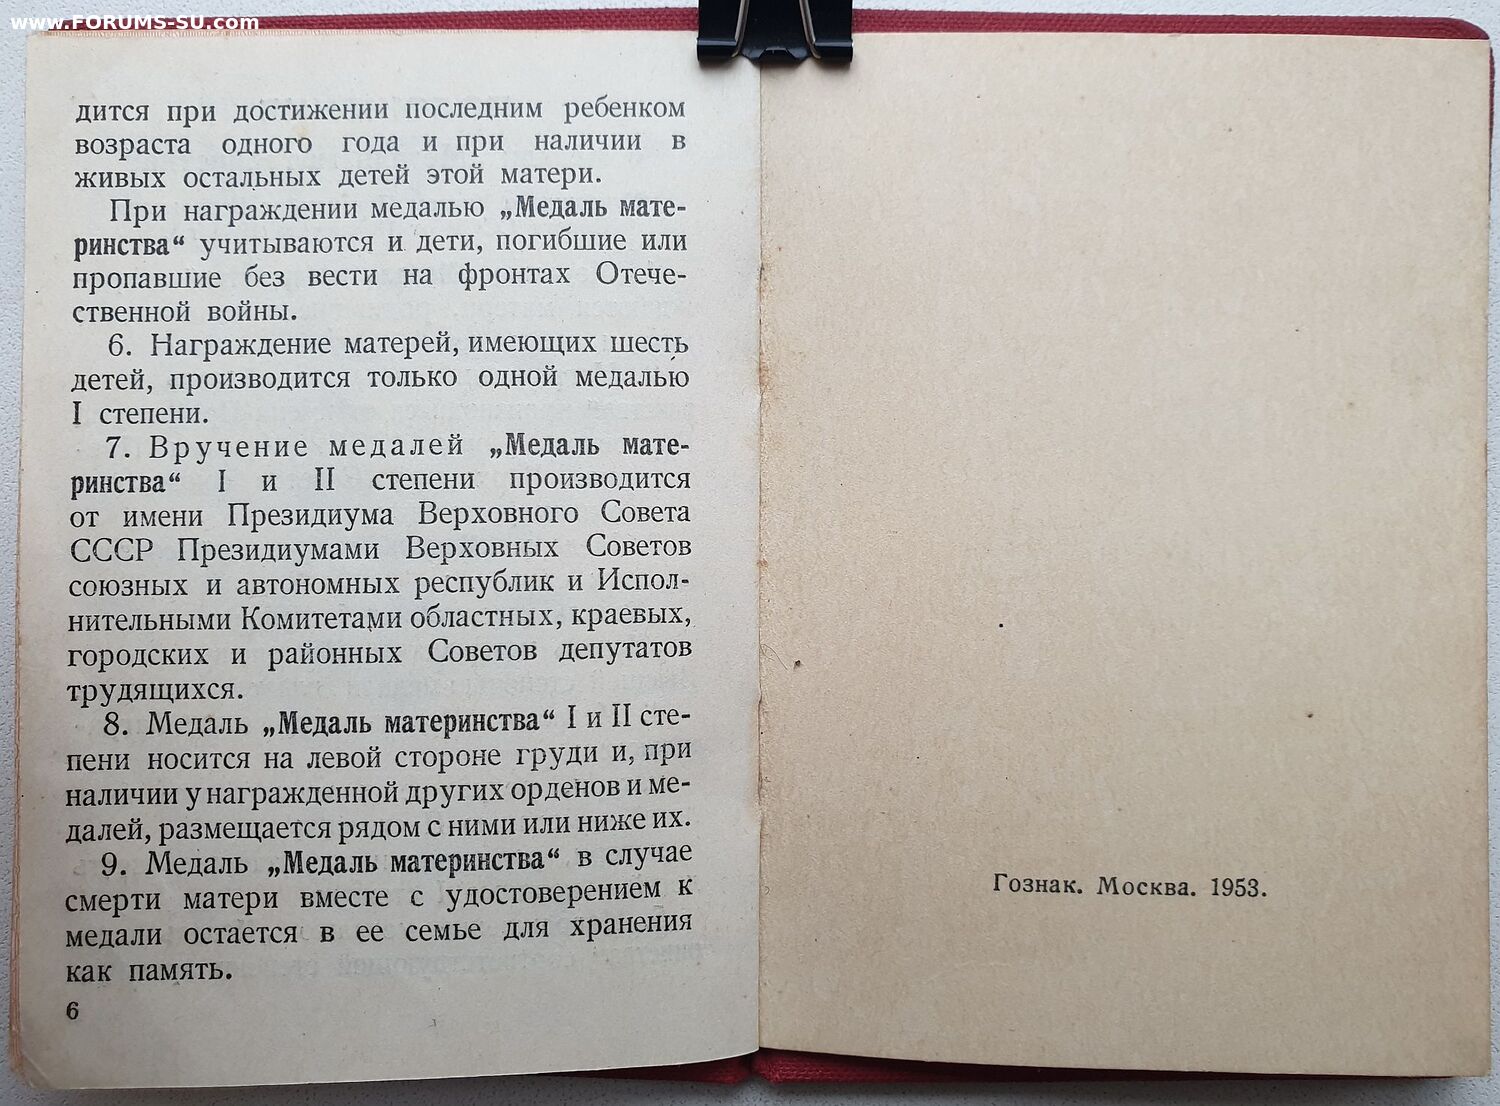 www.FORUMS-SU.com
дится при достижении последним ребенком
возраста одного года и при наличии в
живых остальных детей этой матери.
При награждении медалью „Медаль мате-
ринства“ учитываются и дети, погибшие или
пропавшие без вести на фронтах Отече-
ственной войны.
6. Награждение матерей, имеющих шесть
детей, производится только одной медалью
I степени.
7. Вручение медалей „Медаль мате-
ринства“ I и II степени производится
от имени Президиума Верховного Совета
СССР Президиумами Верховных Советов
союзных и автономных республик и Испол-
нительными Комитетами областных, краевых,
городских и районных Советов депутатов
трудящихся.
8. Медаль „Медаль материнства“ I и II сте-
пени носится на левой стороне груди и, при
наличии у награжденной других орденов и ме-
далей, размещается рядом с ними или ниже их.
9. Медаль „Медаль материнства“ в случае
смерти матери вместе с удостоверением к
медали остается в ее семье для хранения
как память.
6
Гознак. Москва. 1953.